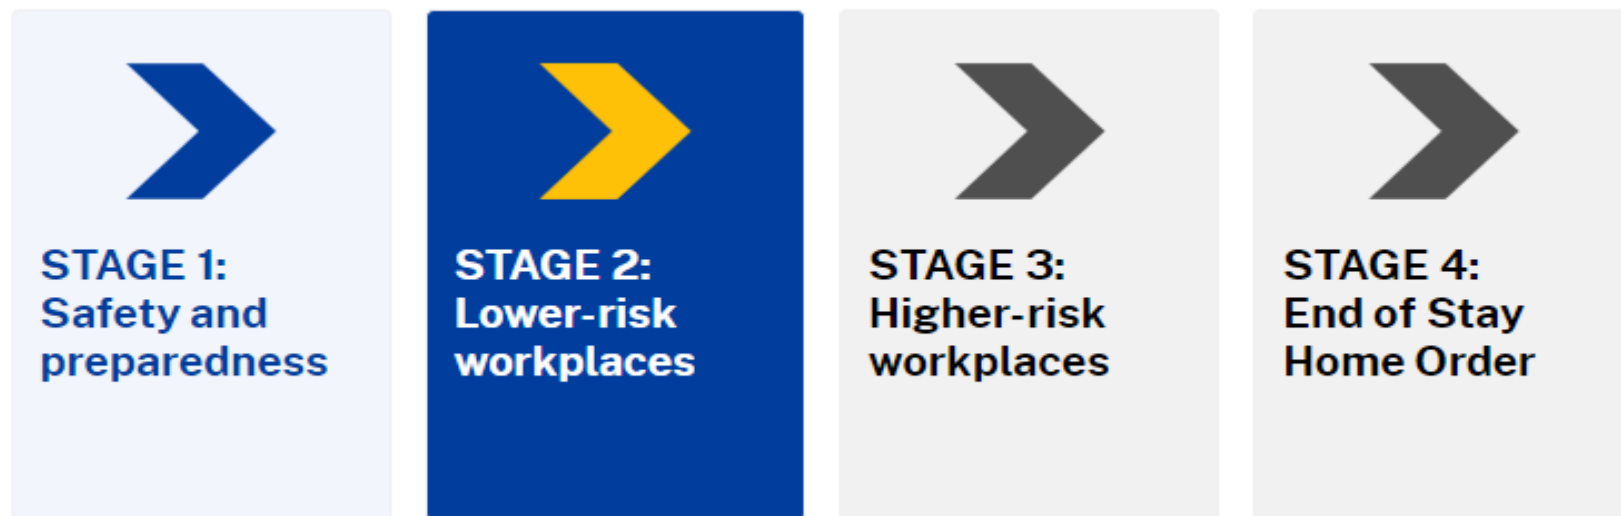 STAGE 1:
Safety and
preparedness
STAGE 2:
Lower-risk
workplaces
STAGE 3:
Higher-risk
workplaces
STAGE 4:
End of Stay
Home Order